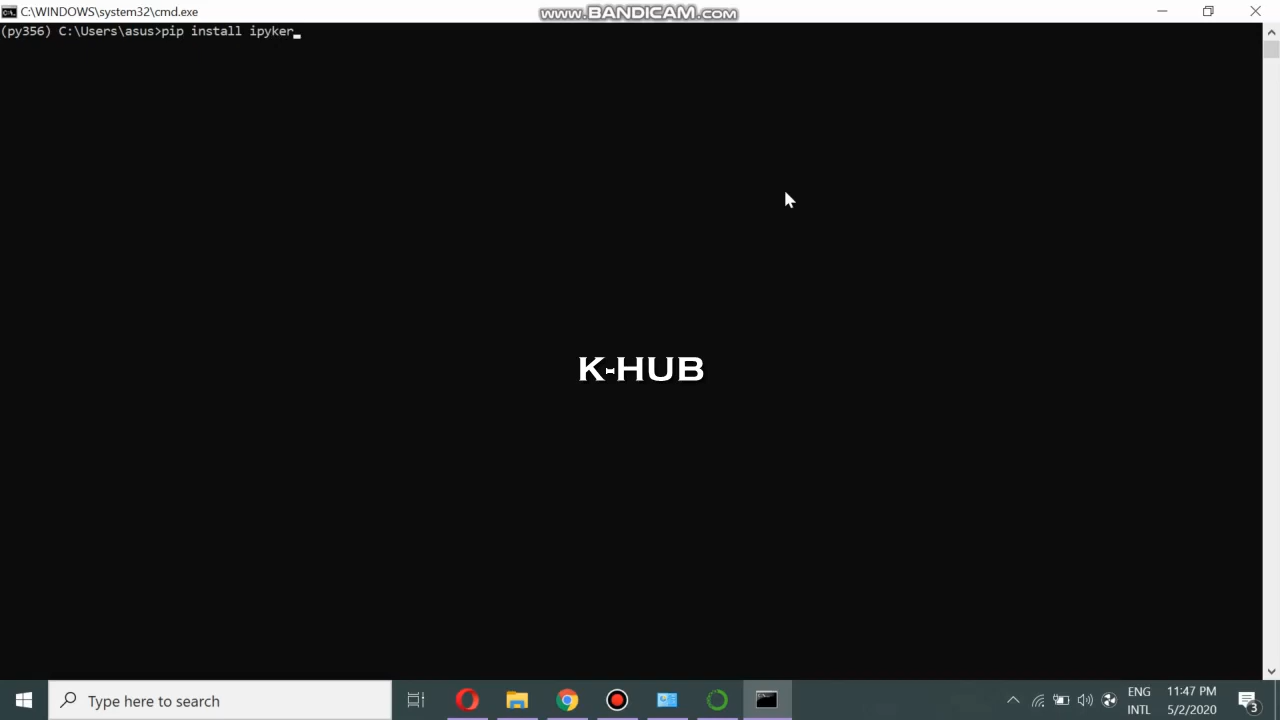 C:\WINDOWS\system32\cmd.exe
www.BANDICAM.com
(py356) C:\Users\asus>pip install ipyker
K-HUB
Type here to search
ENG
INTL
11:47 PM
5/2/2020
3